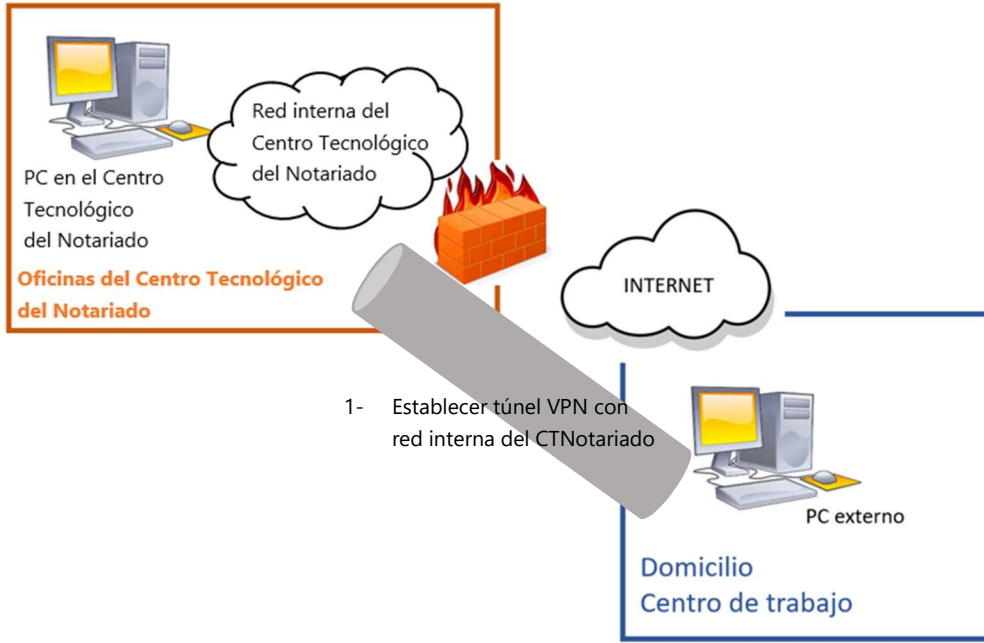 Red interna del
Centro Tecnológico
del Notariado
PC en el Centro
Tecnológico
del Notariado
Oficinas del Centro Tecnológico
del Notariado
INTERNET
1- Establecer túnel VPN con
red interna del CTNotariado
PC externo
Domicilio
Centro de trabajo